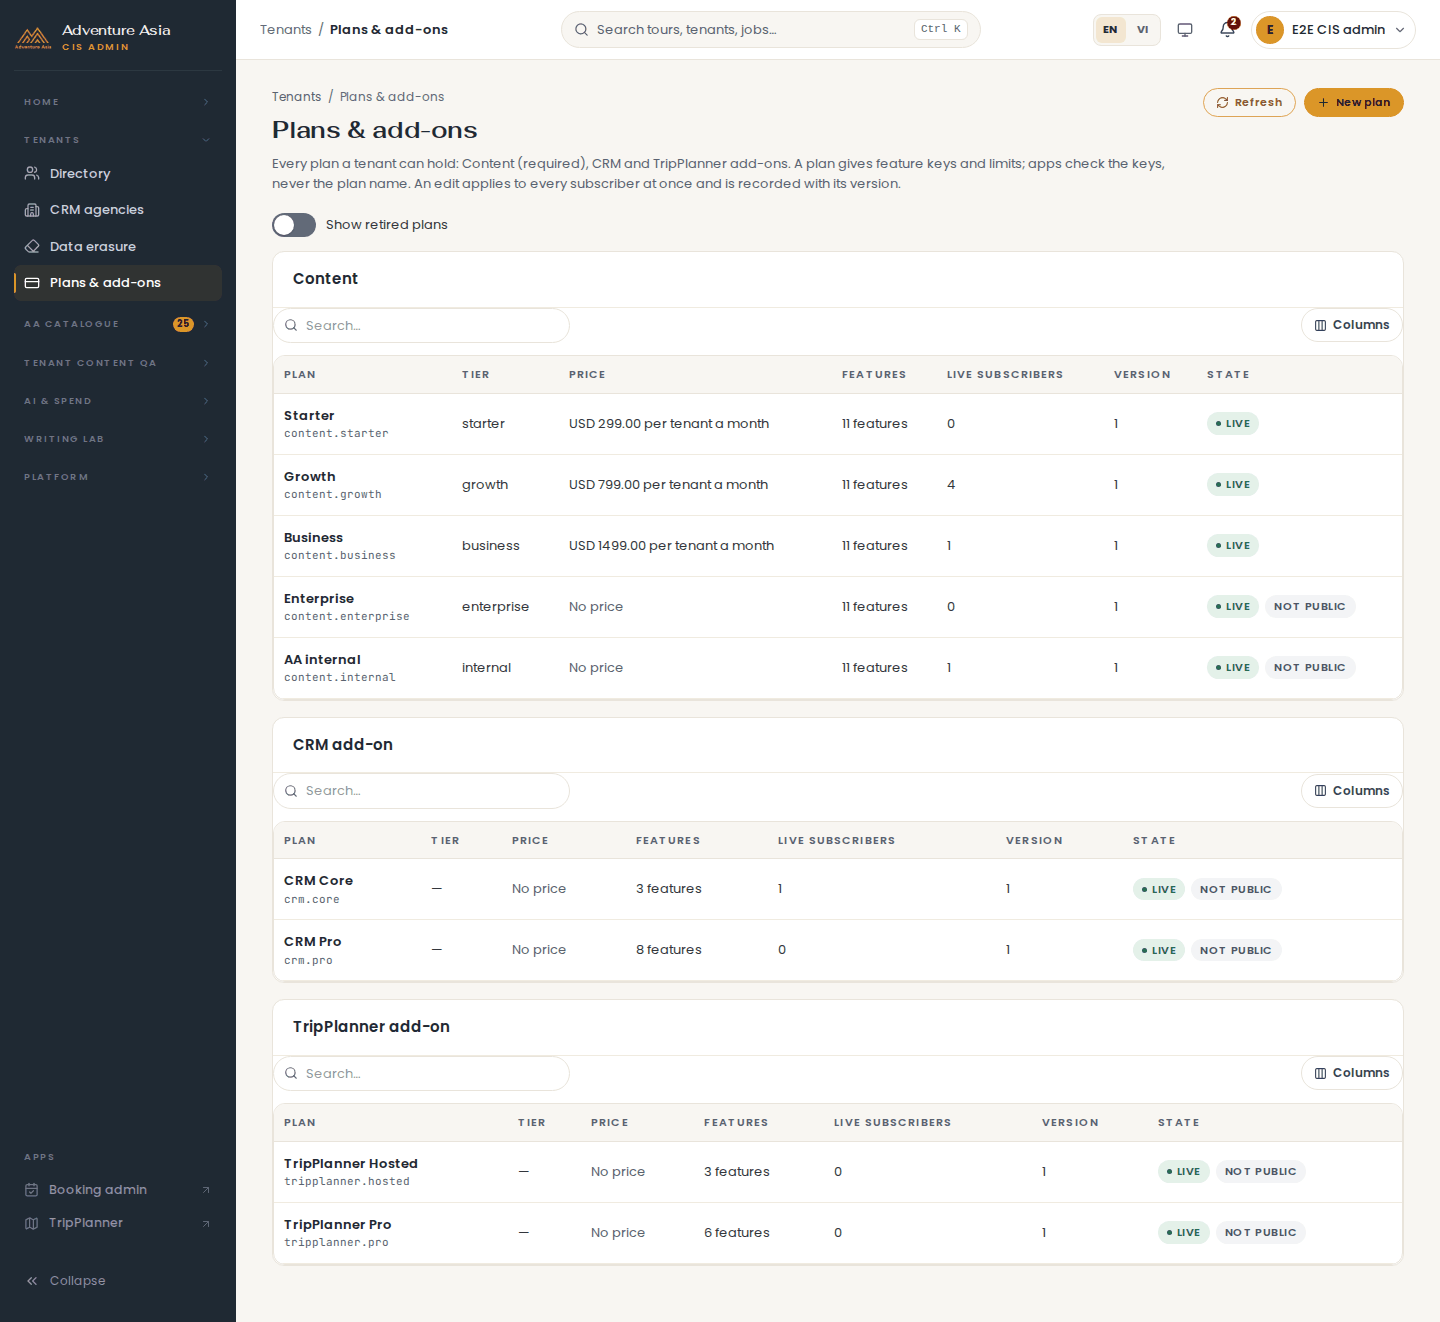 Adventure Asia
CIS ADMIN
Adventure Asia
HOME
TENANTS
Directory
CRM agencies
Data erasure
Plans & add-ons
AA CATALOGUE 25
TENANT CONTENT QA
AI & SPEND
WRITING LAB
PLATFORM
APPS
Booking admin
TripPlanner
Collapse
Tenants / Plans & add-ons
Search tours, tenants, jobs… Ctrl K
EN VI
2
E E2E CIS admin
Tenants / Plans & add-ons
Refresh
New plan
Plans & add-ons
Every plan a tenant can hold: Content (required), CRM and TripPlanner add-ons. A plan gives feature keys and limits; apps check the keys,
never the plan name. An edit applies to every subscriber at once and is recorded with its version.
Show retired plans
Content
Search… Columns
PLAN TIER PRICE FEATURES LIVE SUBSCRIBERS VERSION STATE
Starter
content.starter
starter USD 299.00 per tenant a month 11 features 0 1 LIVE
Growth
content.growth
growth USD 799.00 per tenant a month 11 features 4 1 LIVE
Business
content.business
business USD 1499.00 per tenant a month 11 features 1 1 LIVE
Enterprise
content.enterprise
enterprise No price 11 features 0 1 LIVE NOT PUBLIC
AA internal
content.internal
internal No price 11 features 1 1 LIVE NOT PUBLIC
CRM add-on
Search… Columns
PLAN TIER PRICE FEATURES LIVE SUBSCRIBERS VERSION STATE
CRM Core
crm.core
— No price 3 features 1 1 LIVE NOT PUBLIC
CRM Pro
crm.pro
— No price 8 features 0 1 LIVE NOT PUBLIC
TripPlanner add-on
Search… Columns
PLAN TIER PRICE FEATURES LIVE SUBSCRIBERS VERSION STATE
TripPlanner Hosted
tripplanner.hosted
— No price 3 features 0 1 LIVE NOT PUBLIC
TripPlanner Pro
tripplanner.pro
— No price 6 features 0 1 LIVE NOT PUBLIC